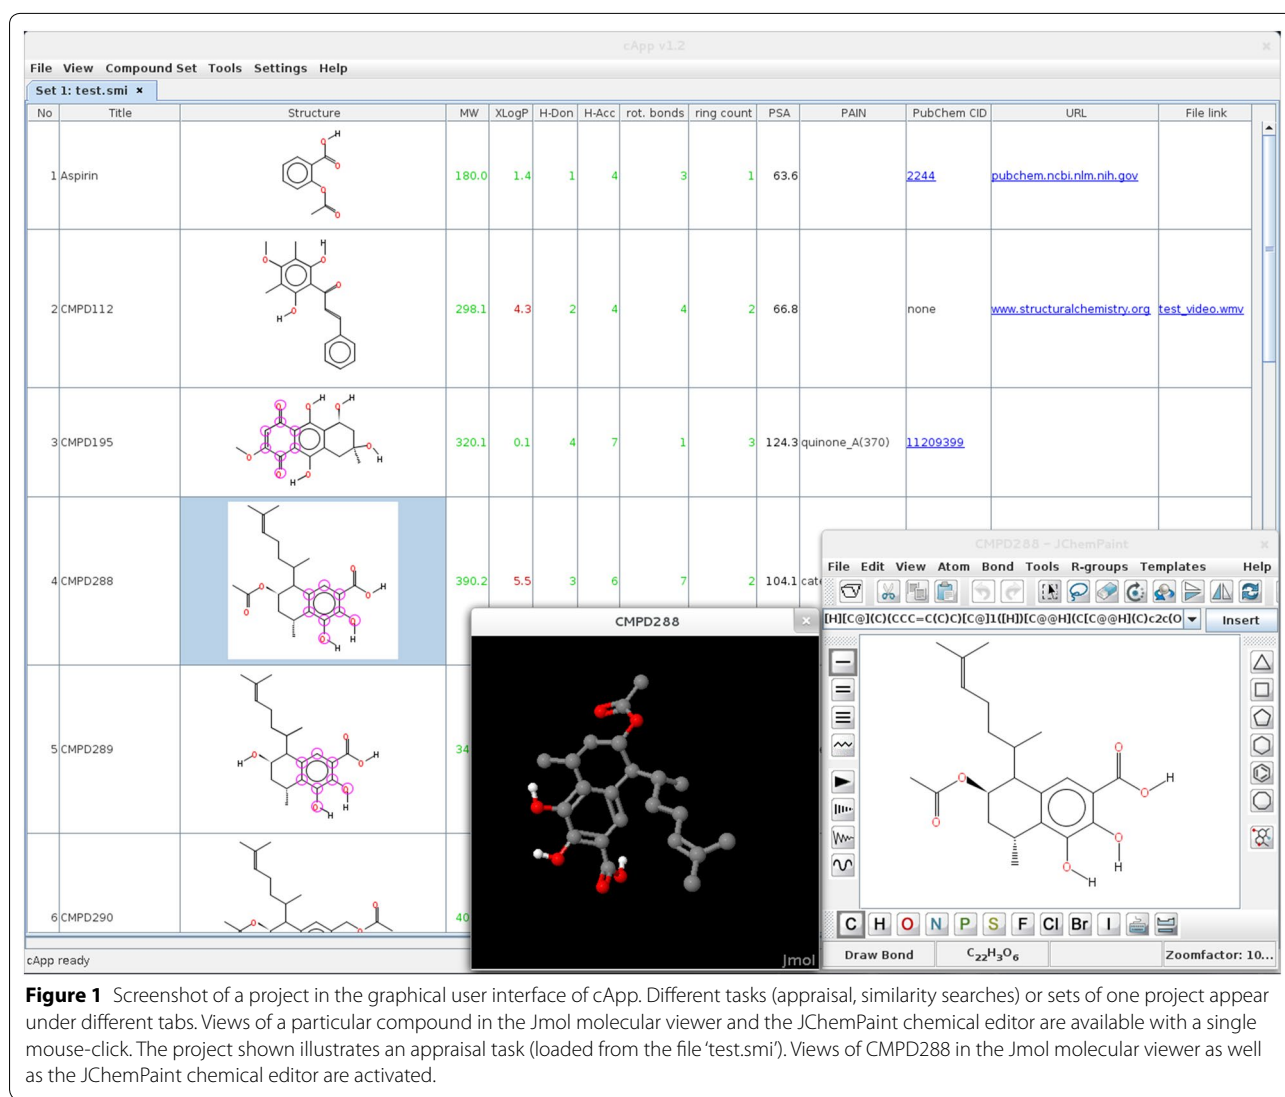 cApp v1.2
File View Compound Set Tools Settings Help
Set 1: test.smi
No Title Structure MW XLogP H-Don H-Acc rot. bonds ring count PSA PAIN PubChem CID URL File link
1 Aspirin 180.0 1.4 1 4 3 1 63.6 2244 pubchem.ncbi.nlm.nih.gov
2 CMPD112 298.1 4.3 2 4 4 2 66.8 none www.structuralchemistry.org test_video.wmv
3 CMPD195 320.1 0.1 4 7 1 3 124.3 quinone_A(370) 11209399
4 CMPD288 390.2 5.5 3 6 7 2 104.1 cat
5 CMPD289 34
6 CMPD290 40
cApp ready
CMPD288
Jmol
CMPD288 - JChemPaint
File Edit View Atom Bond Tools R-groups Templates Help
[H][C@](C)(CCC=C(C)C)[C@]1([H])[C@@H](C[C@@H](C)c2c(O Insert
C H O N P S F Cl Br I
Draw Bond C22H3O6 Zoomfactor: 10...
Figure 1 Screenshot of a project in the graphical user interface of cApp. Different tasks (appraisal, similarity searches) or sets of one project appear
under different tabs. Views of a particular compound in the Jmol molecular viewer and the JChemPaint chemical editor are available with a single
mouse-click. The project shown illustrates an appraisal task (loaded from the file ‘test.smi’). Views of CMPD288 in the Jmol molecular viewer as well
as the JChemPaint chemical editor are activated.